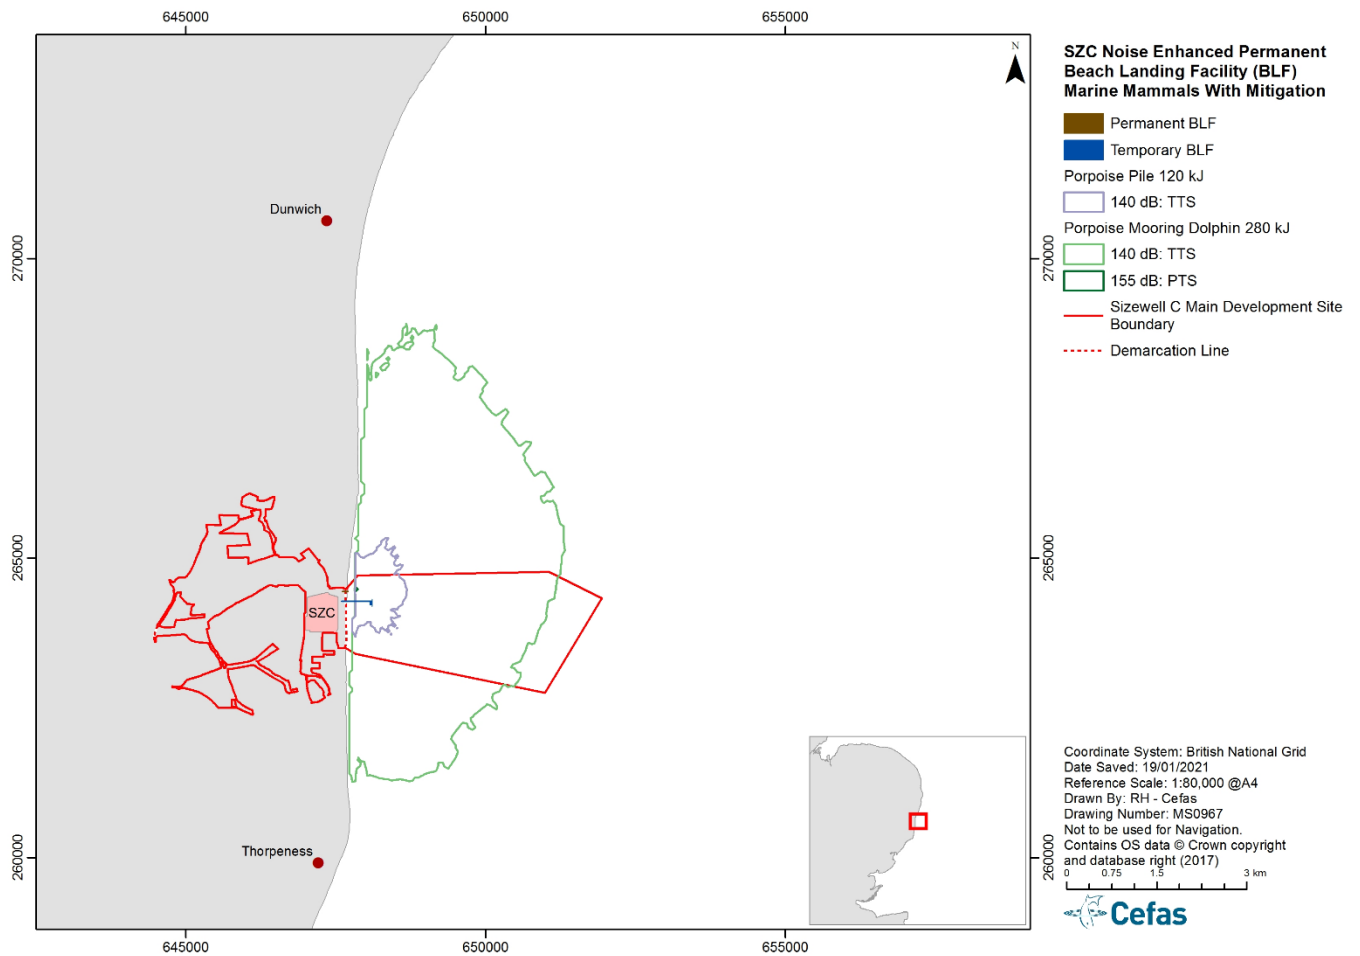 645000
650000
655000
N
Dunwich
270000
270000
265000
265000
SZC
Thorpeness
260000
260000
645000
650000
655000
SZC Noise Enhanced Permanent
Beach Landing Facility (BLF)
Marine Mammals With Mitigation
Permanent BLF
Temporary BLF
Porpoise Pile 120 kJ
140 dB: TTS
Porpoise Mooring Dolphin 280 kJ
140 dB: TTS
155 dB: PTS
Sizewell C Main Development Site
Boundary
Demarcation Line
Coordinate System: British National Grid
Date Saved: 19/01/2021
Reference Scale: 1:80,000 @A4
Drawn By: RH - Cefas
Drawing Number: MS0967
Not to be used for Navigation.
Contains OS data © Crown copyright
and database right (2017)
0 0.75 1.5 3 km
Cefas